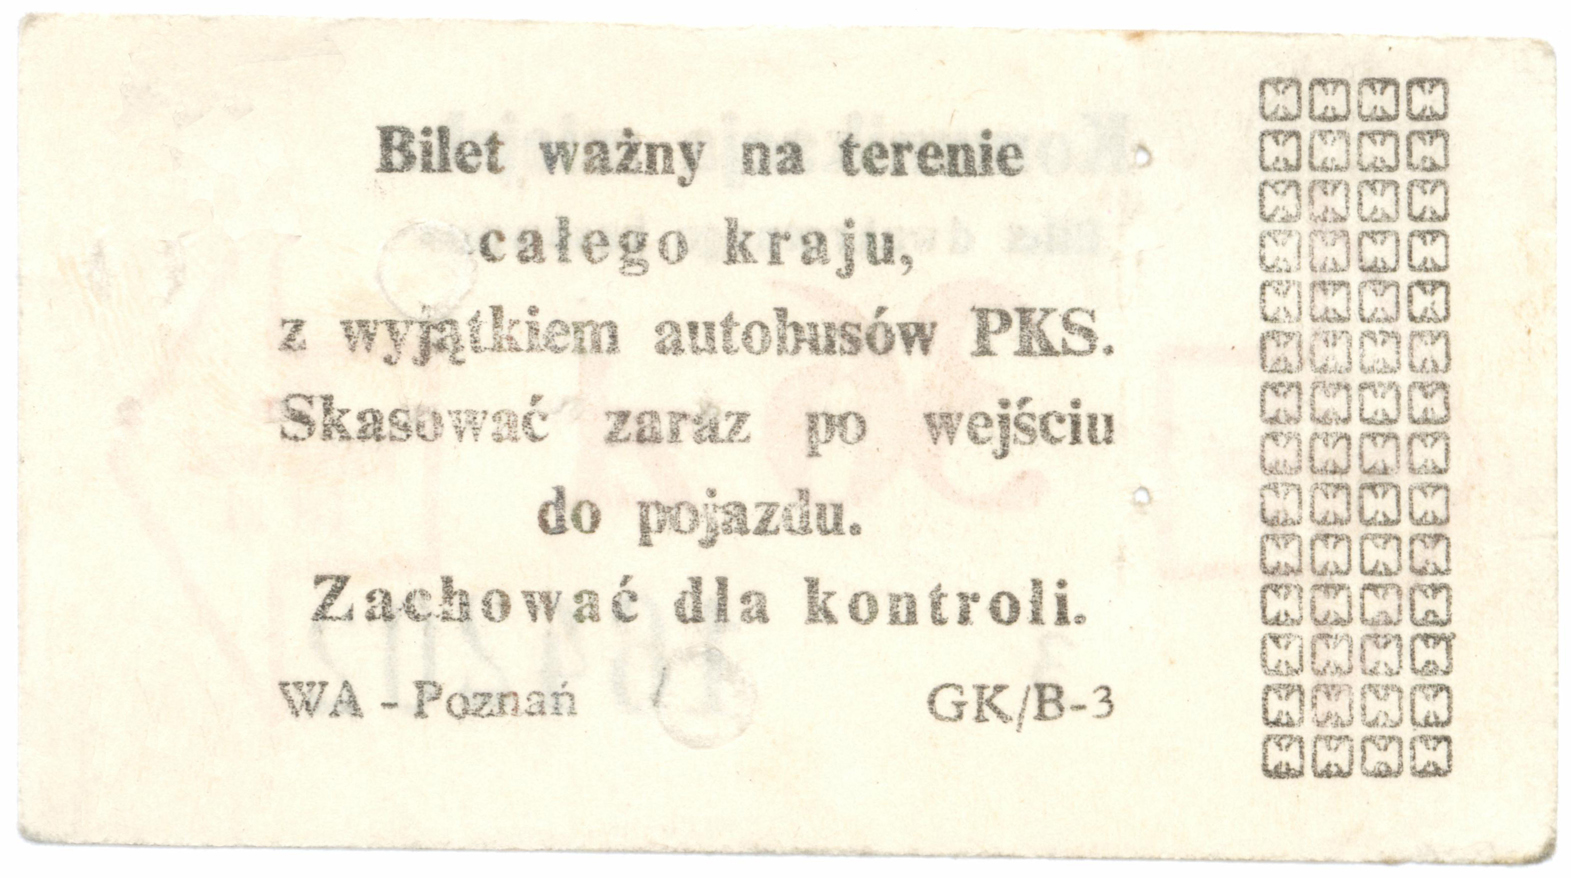 Bilet ważny na terenie
całego kraju,
z wyjątkiem autobusów PKS.
Skasować zaraz po wejściu
do pojazdu.
Zachować dla kontroli.
WA - Poznań GK/B-3